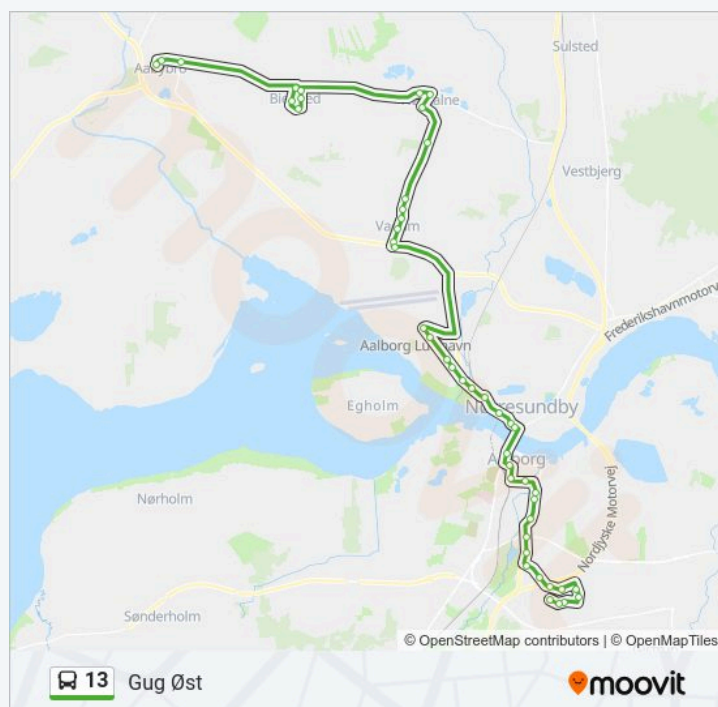 Sulsted
Aabybro
Vestbjerg
Frederikshavnmotorv
Aalborg Lufthavn
Egholm
Nørresundby
Aalborg
Nørholm
Nordjyske Motorvej
Sønderholm
© OpenStreetMap contributors | © OpenMapTiles
13 Gug Øst
moovit